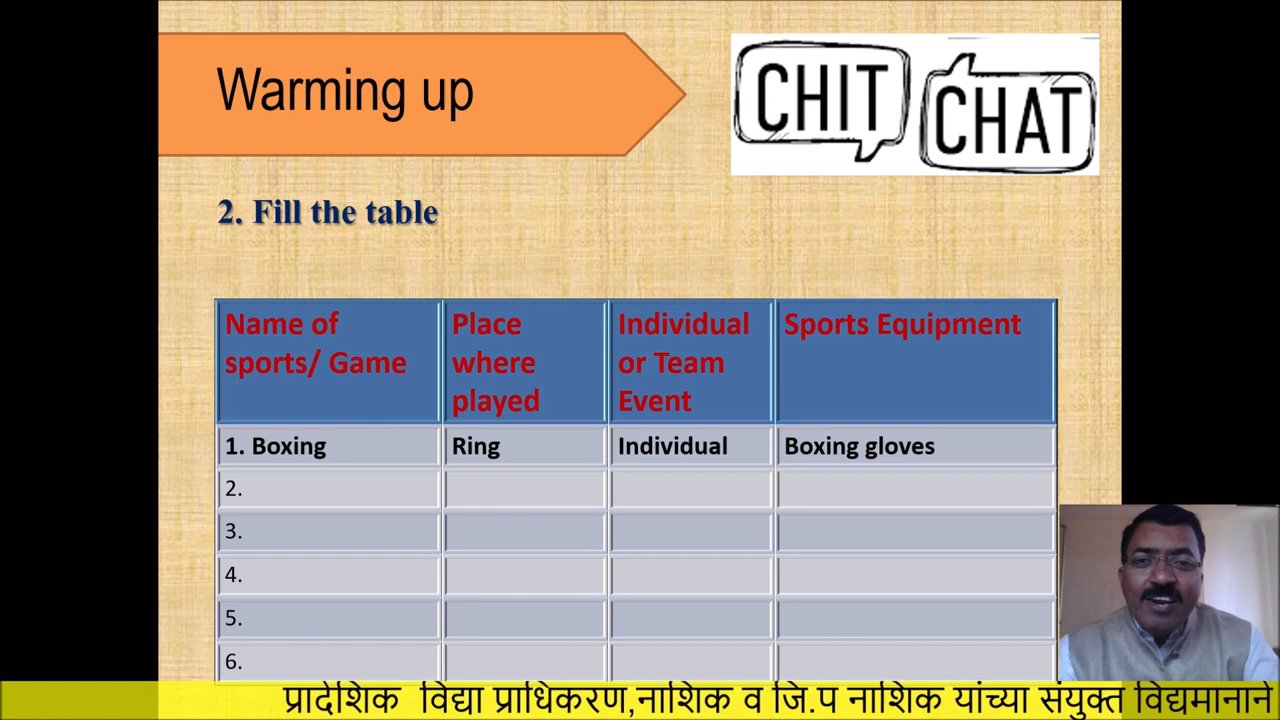 Warming up
CHIT
CHAT
2. Fill the table
Name of sports/ Game | Place where played | Individual or Team Event | Sports Equipment
1. Boxing | Ring | Individual | Boxing gloves
2.
3.
4.
5.
6.
प्रादेशिक विद्या प्राधिकरण,नाशिक व जि.प नाशिक यांच्या संयुक्त विद्यमानाने